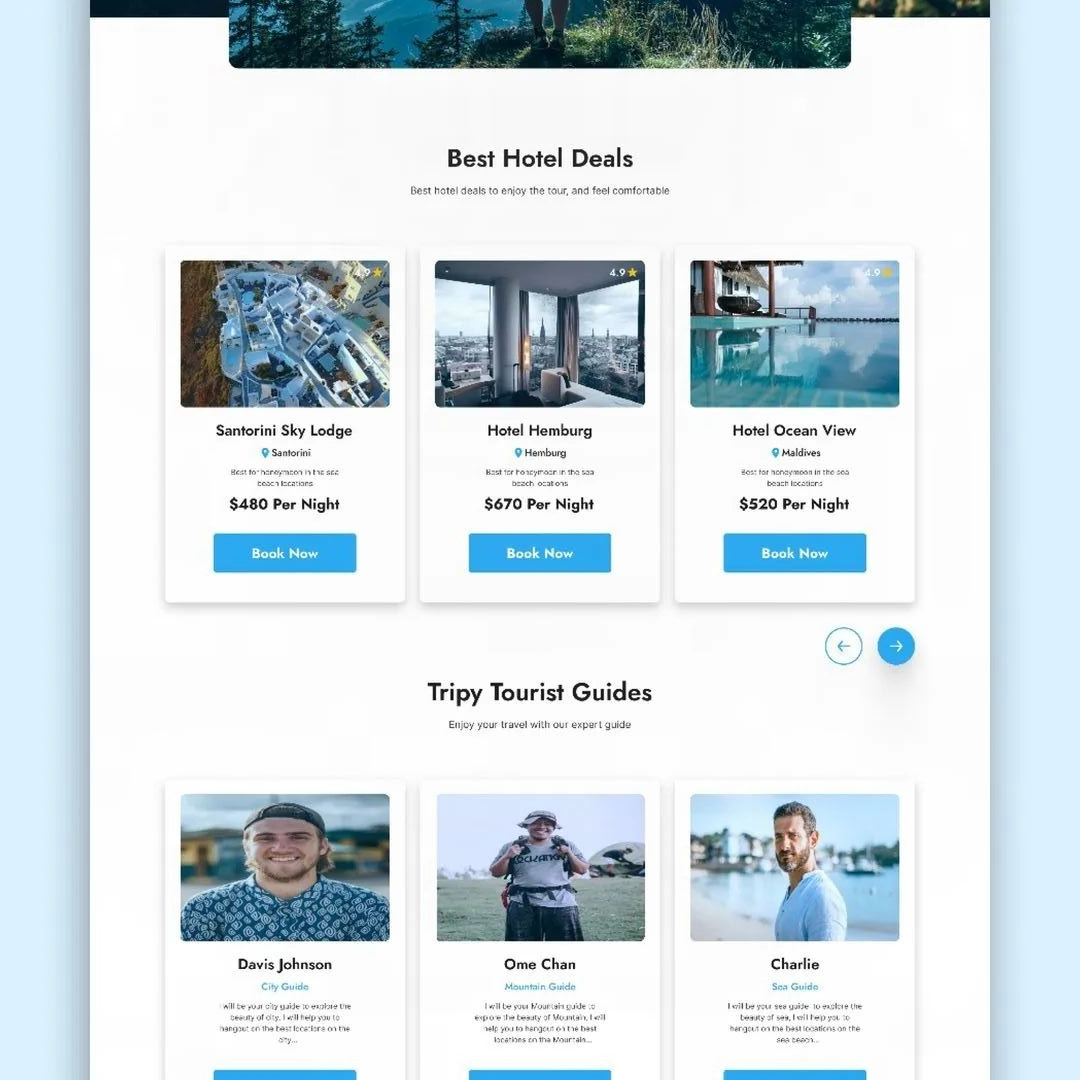 Best Hotel Deals
Best hotel deals to enjoy the tour, and feel comfortable
4.9
4.9
4.9
Santorini Sky Lodge
Hotel Hemburg
Hotel Ocean View
Santorini
Hemburg
Maldives
Best for honeymoon in the sea
beach locations
Best for honeymoon in the sea
beach locations
Best for honeymoon in the sea
beach locations
$480 Per Night
$670 Per Night
$520 Per Night
Book Now
Book Now
Book Now
Tripy Tourist Guides
Enjoy your travel with our expert guide
Davis Johnson
Ome Chan
Charlie
City Guide
Mountain Guide
Sea Guide
I will be your city guide to explore the
beauty of city, I will help you to
hangout on the best locations on the
city...
I will be your Mountain guide to
explore the beauty of Mountain, I will
help you to hangout on the best
locations on the Mountain...
I will be your sea guide to explore the
beauty of sea, I will help you to
hangout on the best locations on the
sea beach...